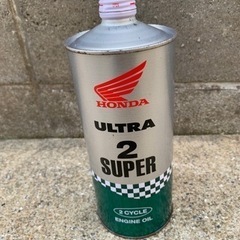 HONDA
ULTRA
2
SUPER
2 CYCLE
ENGINE OIL